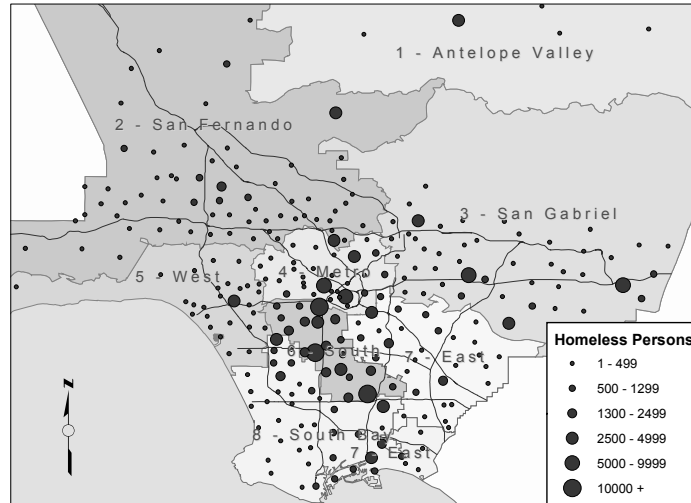 1 - Antelope Valley
2 - San Fernando
3 - San Gabriel
5 - West
4 - Metro
6 - South
7 - East
8 - South Bay
7 - East
z
Homeless Persons
1 - 499
500 - 1299
1300 - 2499
2500 - 4999
5000 - 9999
10000 +